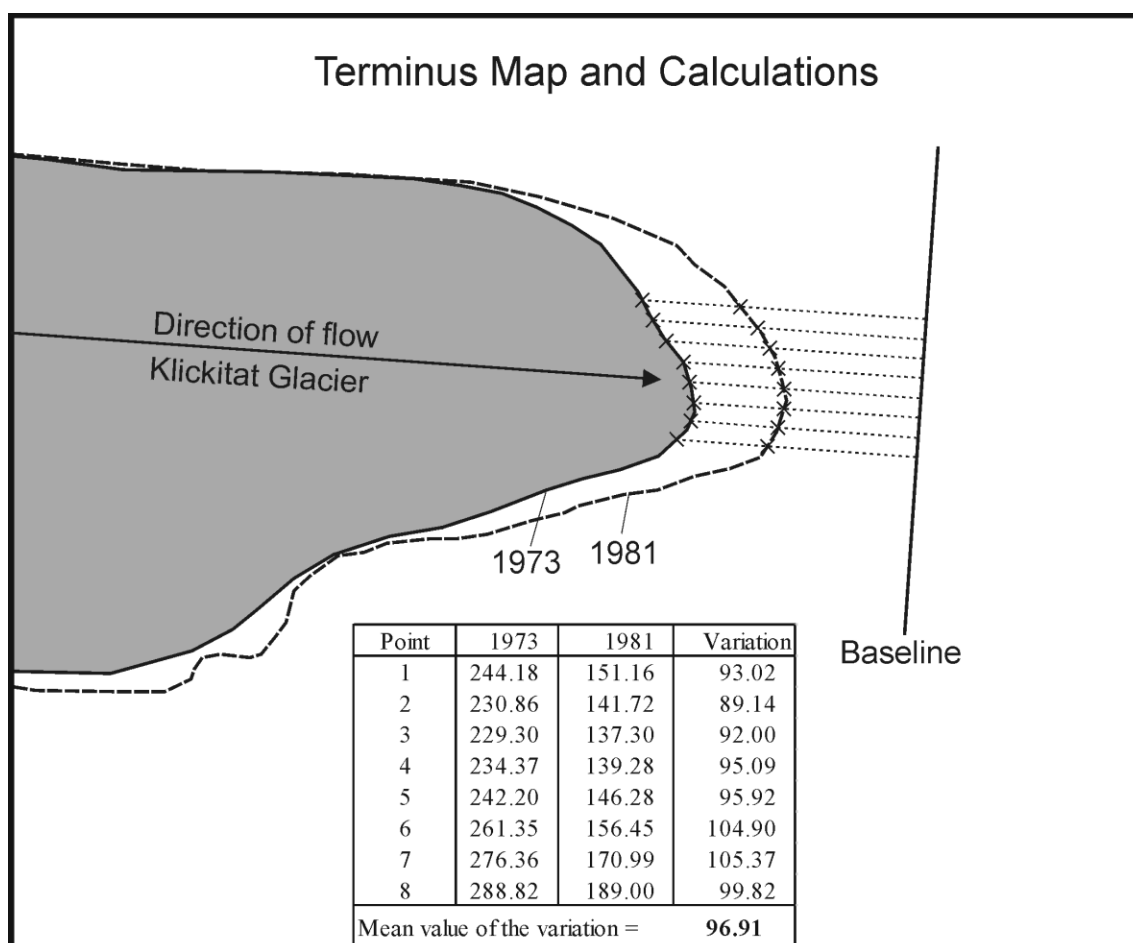 Terminus Map and Calculations
Direction of flow
Klickitat Glacier
1973
1981
Baseline
Point 1973 1981 Variation
1 244.18 151.16 93.02
2 230.86 141.72 89.14
3 229.30 137.30 92.00
4 234.37 139.28 95.09
5 242.20 146.28 95.92
6 261.35 156.45 104.90
7 276.36 170.99 105.37
8 288.82 189.00 99.82
Mean value of the variation = 96.91